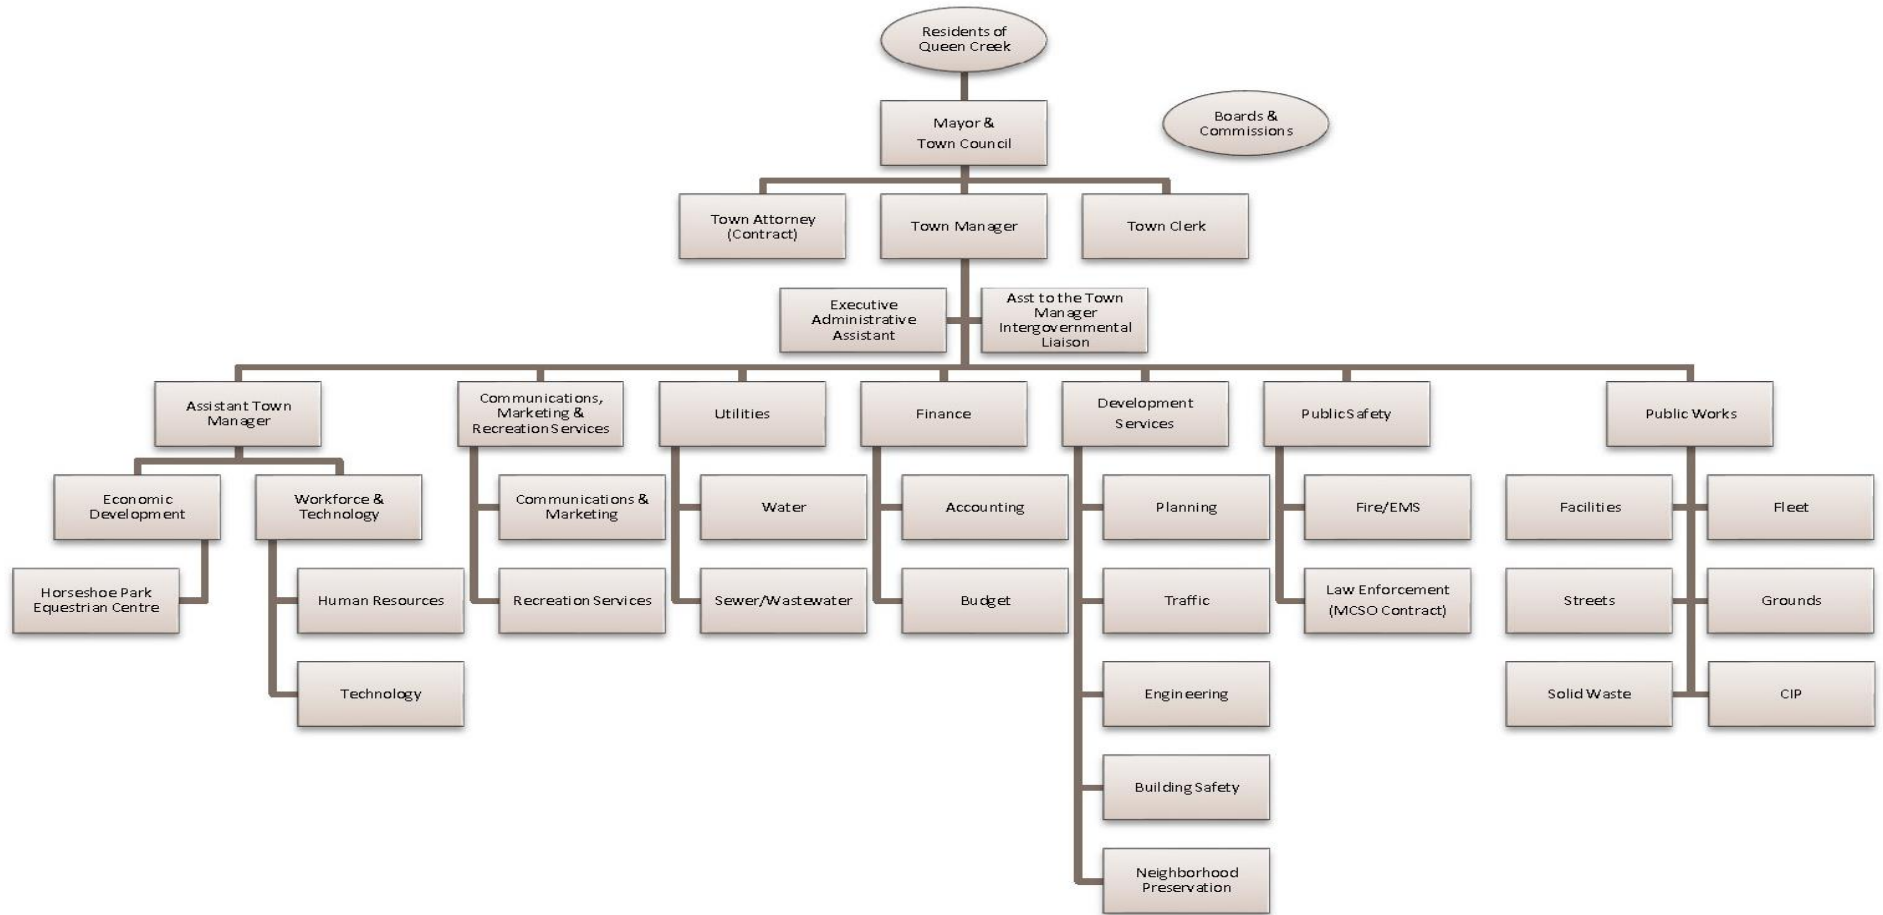 Residents of
Queen Creek
Mayor &
Town Council
Boards &
Commissions
Town Attorney
(Contract)
Town Manager
Town Clerk
Executive
Administrative
Assistant
Asst to the Town
Manager
Intergovernmental
Liaison
Assistant Town
Manager
Communications,
Marketing &
Recreation Services
Utilities
Finance
Development
Services
Public Safety
Public Works
Economic
Development
Workforce &
Technology
Communications &
Marketing
Water
Accounting
Planning
Fire/EMS
Facilities
Fleet
Horseshoe Park
Equestrian Centre
Human Resources
Recreation Services
Sewer/Wastewater
Budget
Traffic
Law Enforcement
(MCSO Contract)
Streets
Grounds
Technology
Engineering
Solid Waste
CIP
Building Safety
Neighborhood
Preservation